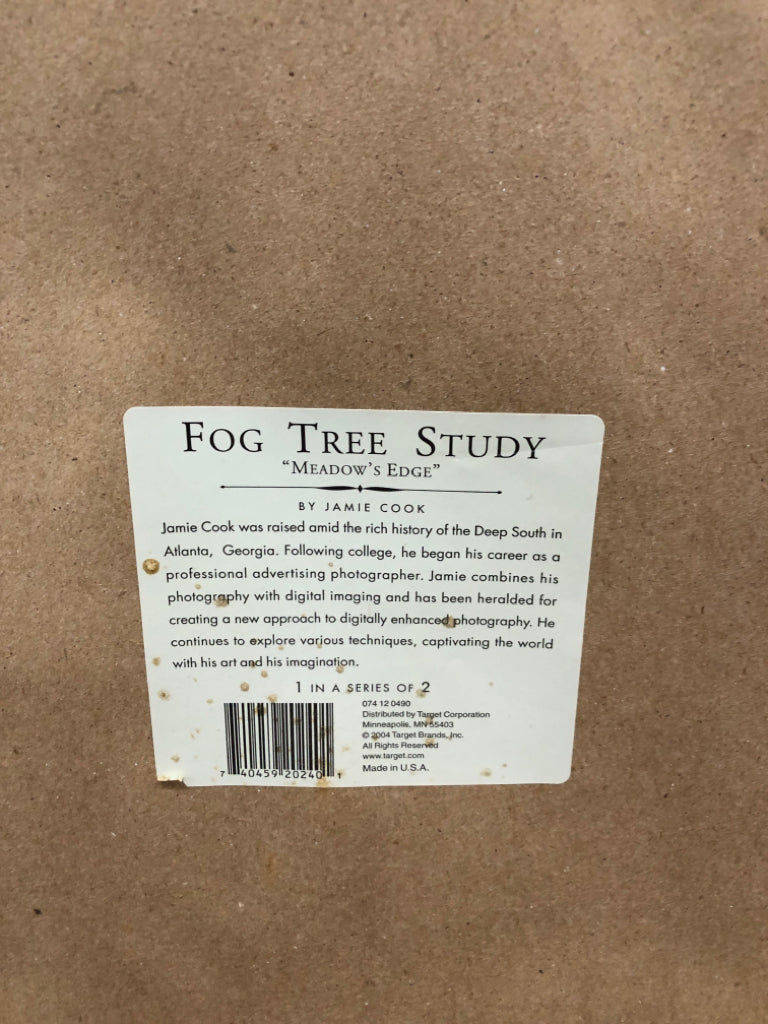 FOG TREE STUDY
"MEADOW'S EDGE"
BY JAMIE COOK
Jamie Cook was raised amid the rich history of the Deep South in
Atlanta, Georgia. Following college, he began his career as a
professional advertising photographer. Jamie combines his
photography with digital imaging and has been heralded for
creating a new approach to digitally enhanced photography. He
continues to explore various techniques, captivating the world
with his art and his imagination.
1 IN A SERIES OF 2
074 12 0490
Distributed by Target Corporation
Minneapolis, MN 55403
© 2004 Target Brands, Inc.
All Rights Reserved
www.target.com
Made in U.S.A.
7 40459 20240 1